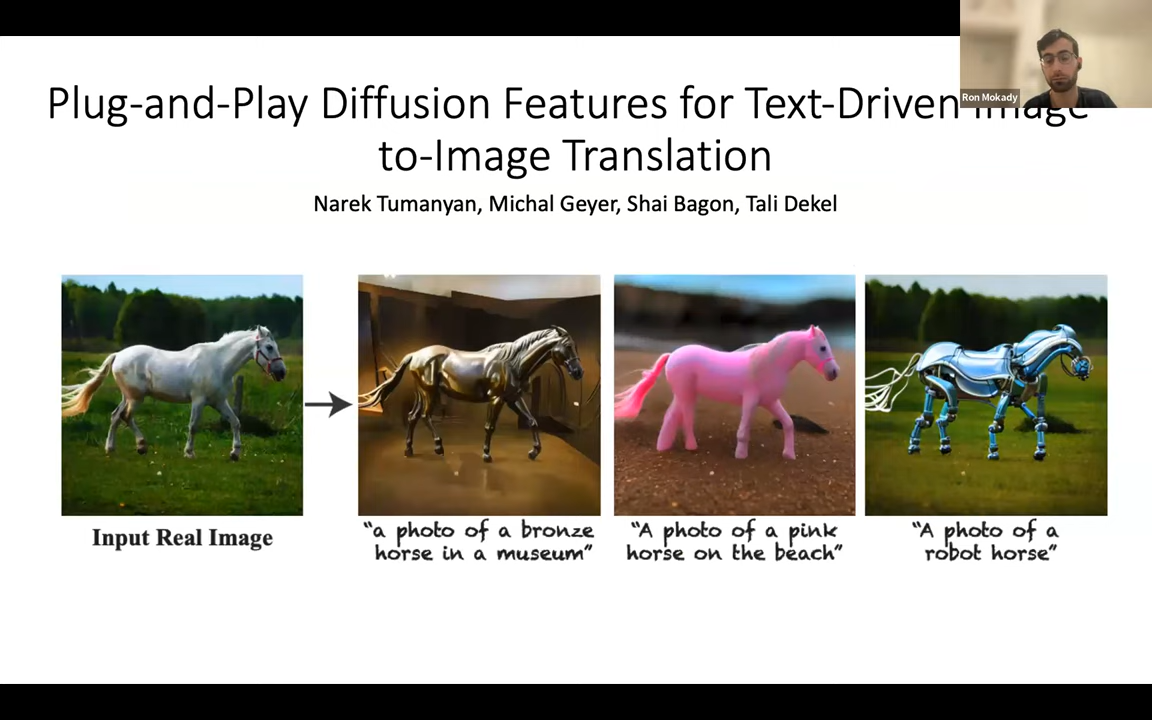 Plug-and-Play Diffusion Features for Text-Driven Image
to-Image Translation
Ron Mokady
Narek Tumanyan, Michal Geyer, Shai Bagon, Tali Dekel
Input Real Image
“a photo of a bronze
horse in a museum”
“A photo of a pink
horse on the beach”
“A photo of a
robot horse”